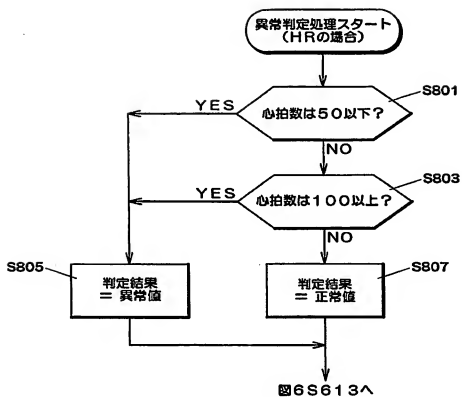 異常判定処理スタート
(HRの場合)
S801
YES
心拍数は50以下?
NO
S803
YES
心拍数は100以上?
NO
S805
判定結果
= 異常値
S807
判定結果
= 正常値
図6S613へ